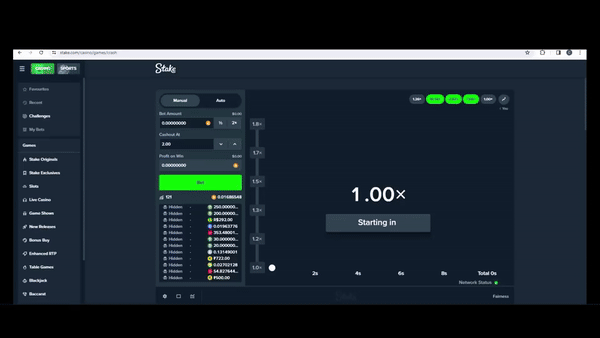 stake.com/casino/games/crash
CASINO SPORTS
Stake
Favourites
Recent
Challenges
My Bets
Games
Stake Originals
Stake Exclusives
Slots
Live Casino
Game Shows
New Releases
Bonus Buy
Enhanced RTP
Table Games
Blackjack
Baccarat
Manual Auto
Bet Amount $0.00
0.00000000 ½ 2×
Cashout At
2.00
Profit on Win $0.00
0.00000000
Bet
121 0.01686548
Hidden - 250.00000...
Hidden - 200.00000...
Hidden - R$292.00
Hidden - 0.01963776
Hidden - 353.49001...
Hidden - 30.00000...
Hidden - 20.00000...
Hidden - 0.13149001
Hidden - ₱722.00
Hidden - 0.02702128
Hidden - 54.827644...
Hidden - ₱500.00
1.8×
1.7×
1.5×
1.3×
1.2×
1.0×
1.00×
Starting in
2s 4s 6s 8s Total 0s
Network Status
Fairness